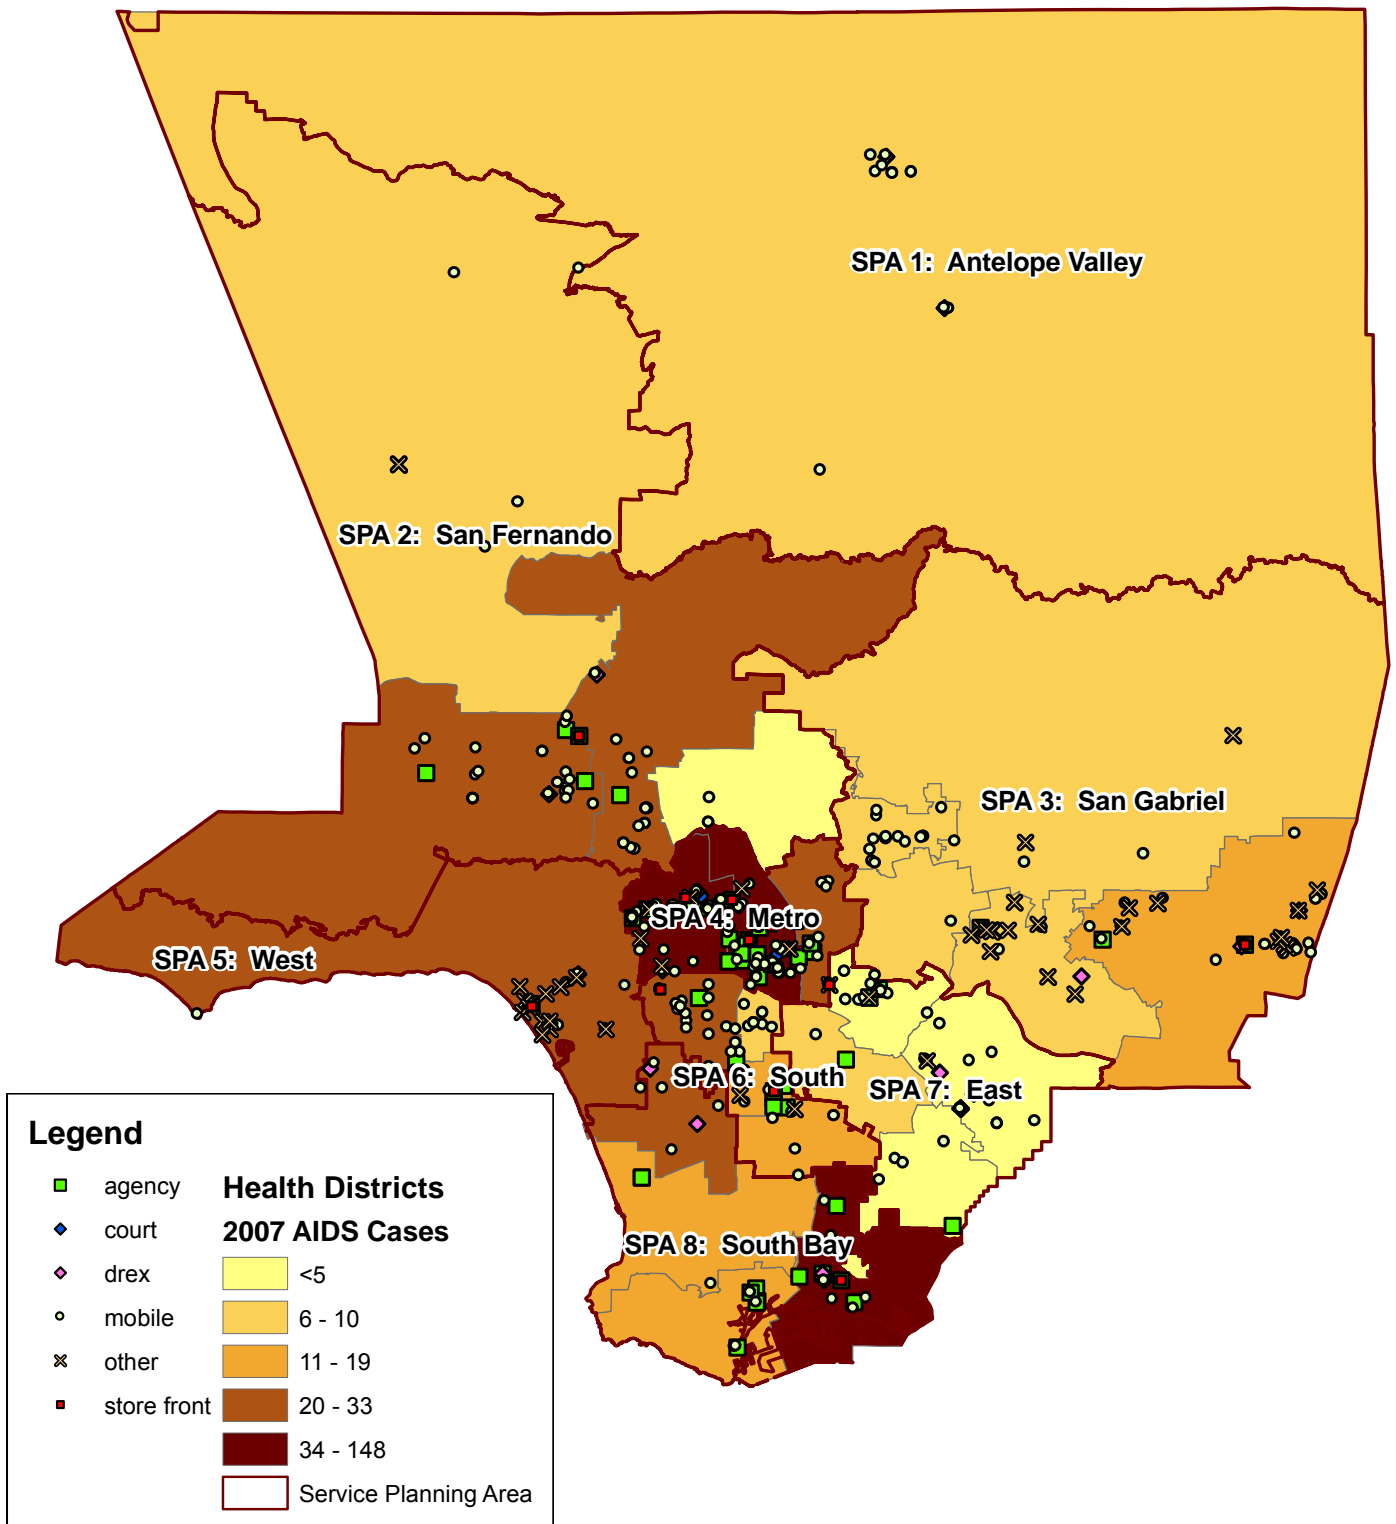 SPA 1:  Antelope Valley
SPA 2:  San Fernando
SPA 3:  San Gabriel
SPA 4:  Metro
SPA 5:  West
SPA 6:  South
SPA 7:  East
SPA 8:  South Bay
Legend
agency
court
drex
mobile
other
store front
Health Districts
2007 AIDS Cases
<5
6 - 10
11 - 19
20 - 33
34 - 148
Service Planning Area